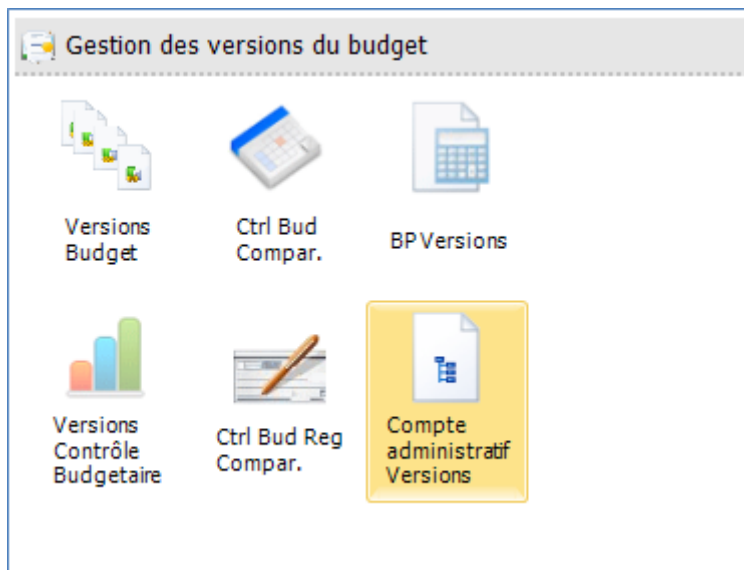 Gestion des versions du budget
Versions
Budget
Ctrl Bud
Compar.
BP Versions
Versions
Contrôle
Budgetaire
Ctrl Bud Reg
Compar.
Compte
administratif
Versions